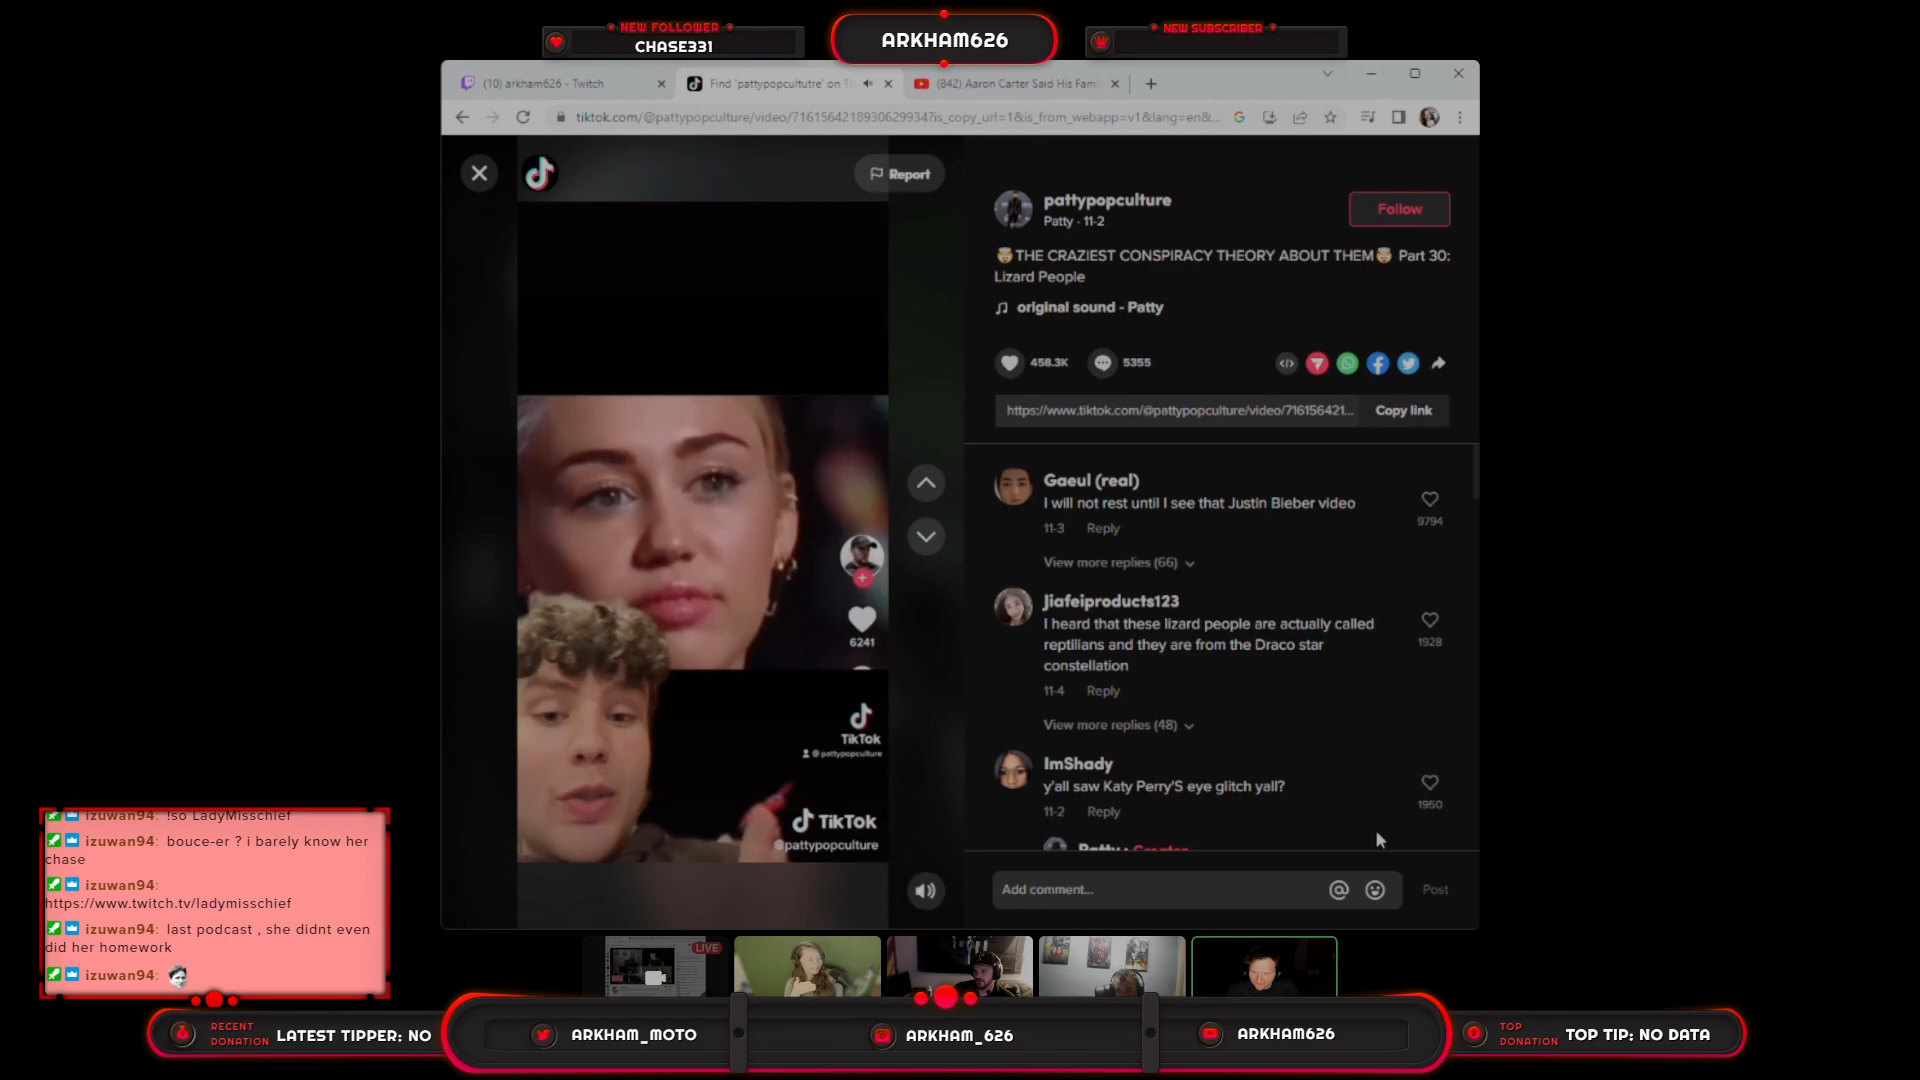 NEW FOLLOWER
CHASE331
ARKHAM626
NEW SUBSCRIBER
(10) arkham626 - Twitch
Find 'pattypopcultutre' on Ti
(842) Aaron Carter Said His Fam
tiktok.com/@pattypopculture/video/7161564218930629934?is_copy_url=1&is_from_webapp=v1&lang=en&...
Report
pattypopculture
Patty · 11-2
Follow
🤯THE CRAZIEST CONSPIRACY THEORY ABOUT THEM🤯 Part 30:
Lizard People
original sound - Patty
458.3K
5355
https://www.tiktok.com/@pattypopculture/video/716156421...
Copy link
Gaeul (real)
I will not rest until I see that Justin Bieber video
9794
11-3 Reply
View more replies (66)
Jiafeiproducts123
I heard that these lizard people are actually called
reptilians and they are from the Draco star
constellation
1928
11-4 Reply
View more replies (48)
ImShady
y'all saw Katy Perry'S eye glitch yall?
1950
11-2 Reply
Patty · Creator
Add comment...
Post
6241
TikTok
@pattypopculture
TikTok
@pattypopculture
izuwan94: !so LadyMisschief
izuwan94: bouce-er ? i barely know her
chase
izuwan94:
https://www.twitch.tv/ladymisschief
izuwan94: last podcast , she didnt even
did her homework
izuwan94:
LIVE
RECENT
DONATION
LATEST TIPPER: NO
ARKHAM_MOTO
ARKHAM_626
ARKHAM626
TOP
DONATION
TOP TIP: NO DATA